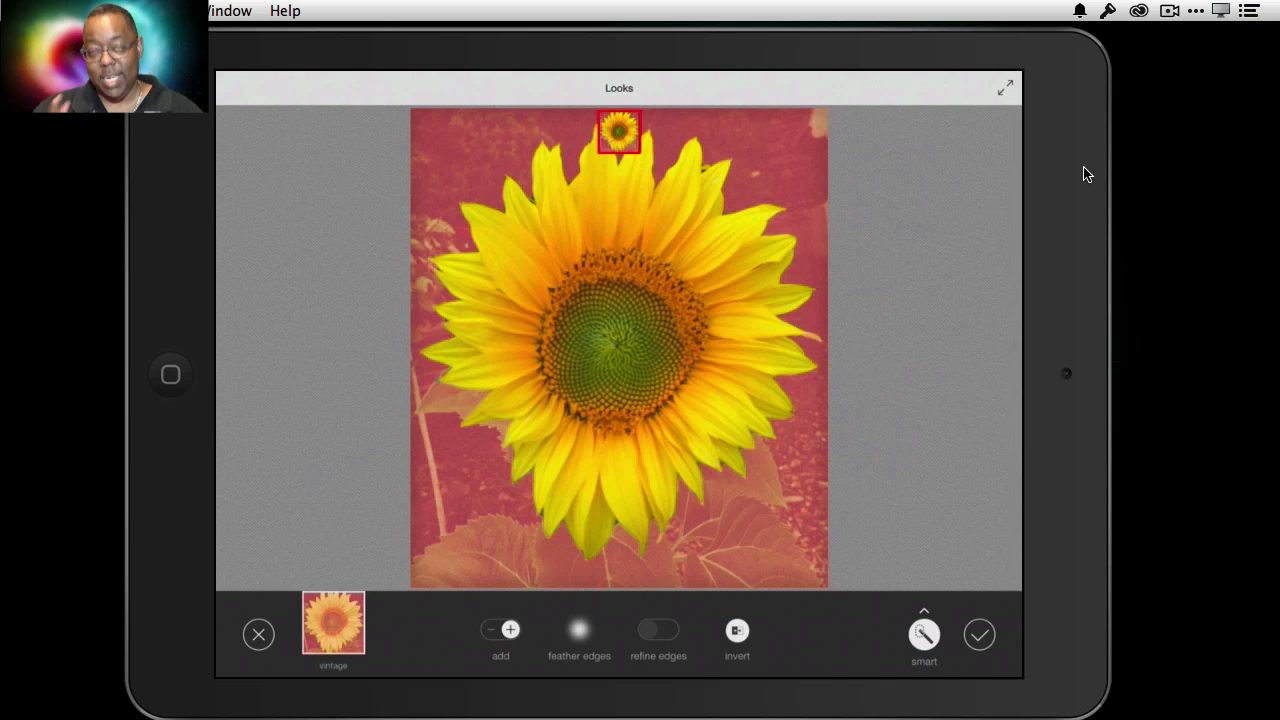 Window Help
Looks
vintage
add
feather edges
refine edges
invert
smart